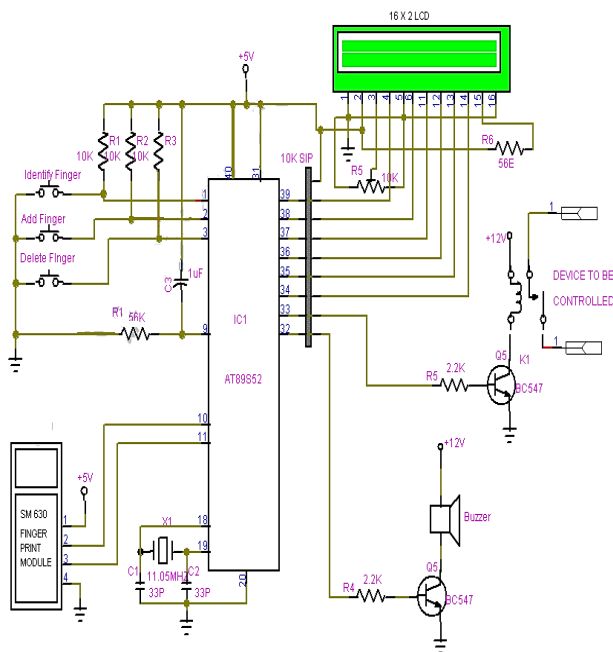 16 X 2 LCD
+5V
1 2 3 4 5 6 11 12 13 14 15 16
R1 R2 R3
10K 10K 10K
10K SIP
R5
10K
R6
56E
40 31
Identify Finger
Add Finger
Delete FInger
1
2
3
39
38
37
36
35
34
33
32
C3
1uF
R1
56K
9
IC1
AT89S52
+12V
1
DEVICE TO BE
CONTROLLED
1
K1
Q5
BC547
R5
2.2K
10
11
+5V
SM 630
FINGER
PRINT
MODULE
1
2
3
4
18
19
X1
11.05MHZ
C1 C2
33P 33P
20
+12V
Buzzer
Q5
BC547
R4
2.2K